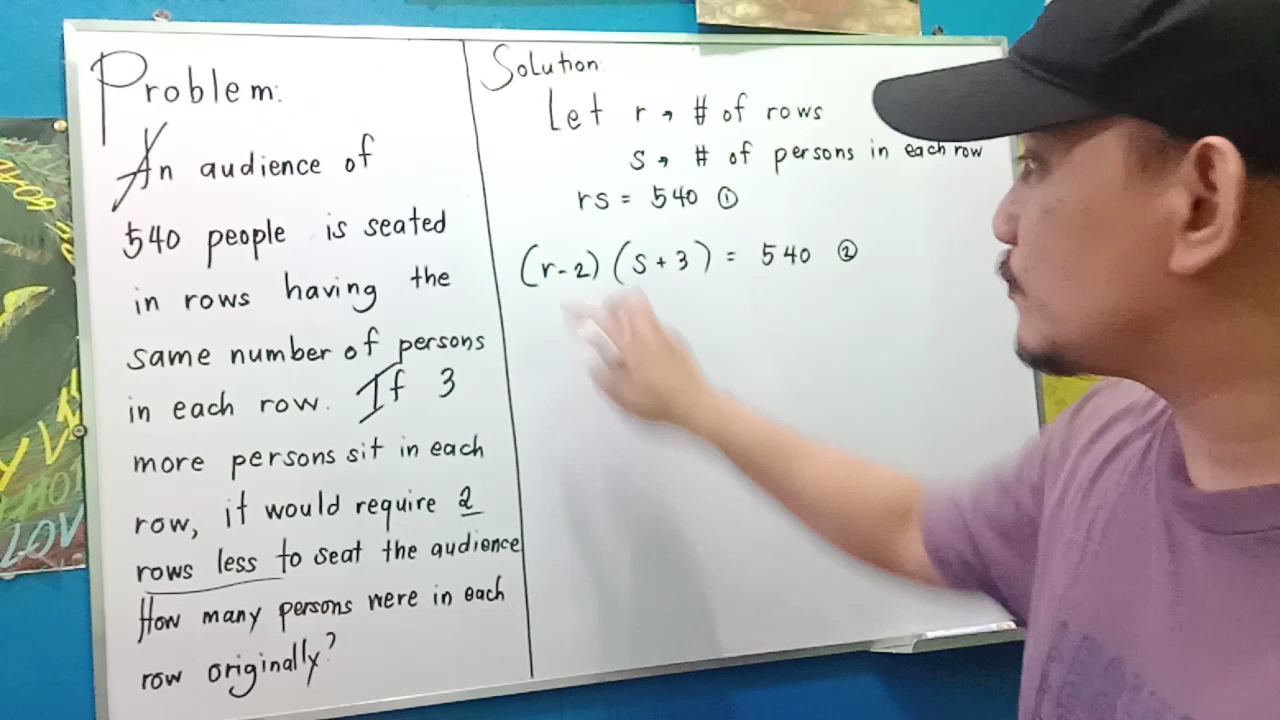 Problem:
An audience of
540 people is seated
in rows having the
same number of persons
in each row. If 3
more persons sit in each
row, it would require 2
rows less to seat the audience
How many persons were in each
row originally?
Solution:
Let r → # of rows
s → # of persons in each row
rs = 540 ①
(r-2)(s+3) = 540 ②